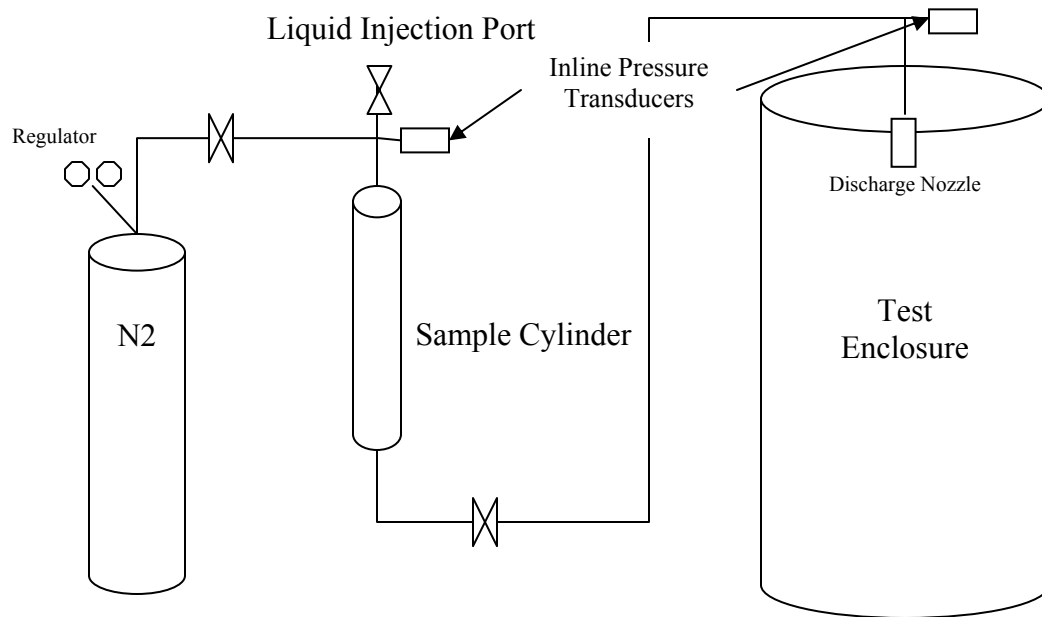 Liquid Injection Port
Inline Pressure
Transducers
Regulator
Discharge Nozzle
N2
Sample Cylinder
Test
Enclosure